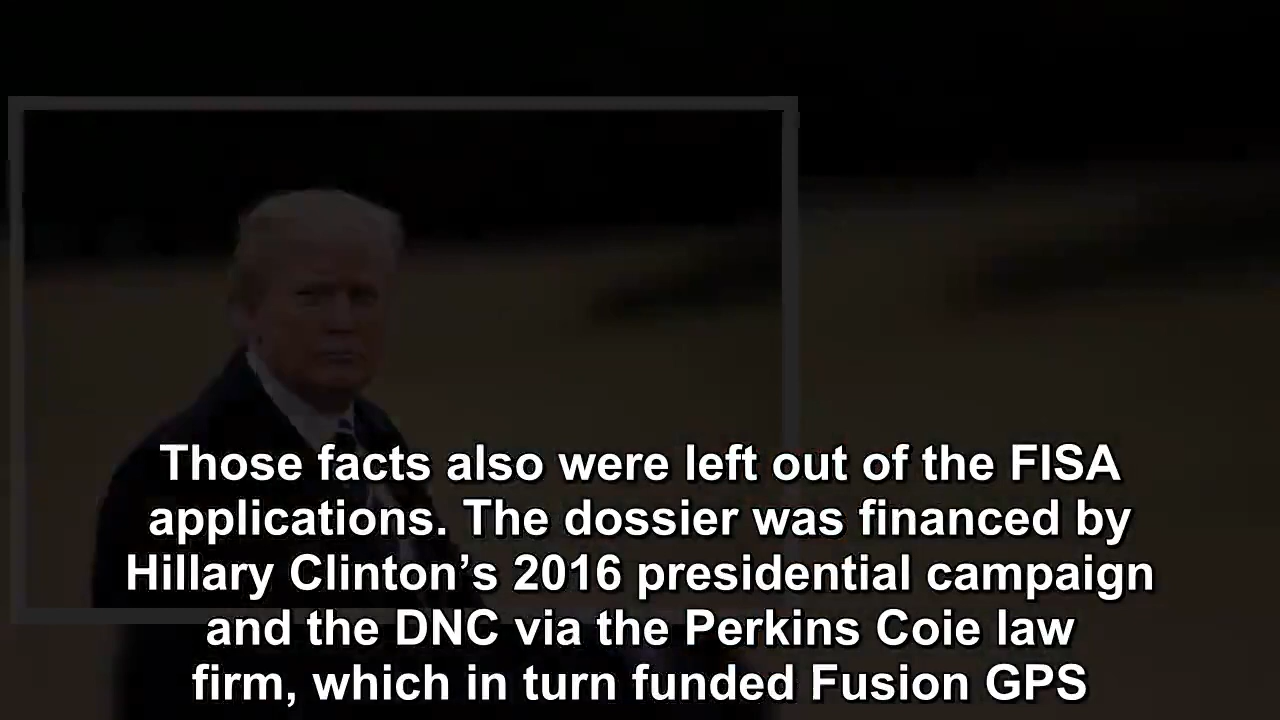 Those facts also were left out of the FISA
applications. The dossier was financed by
Hillary Clinton’s 2016 presidential campaign
and the DNC via the Perkins Coie law
firm, which in turn funded Fusion GPS